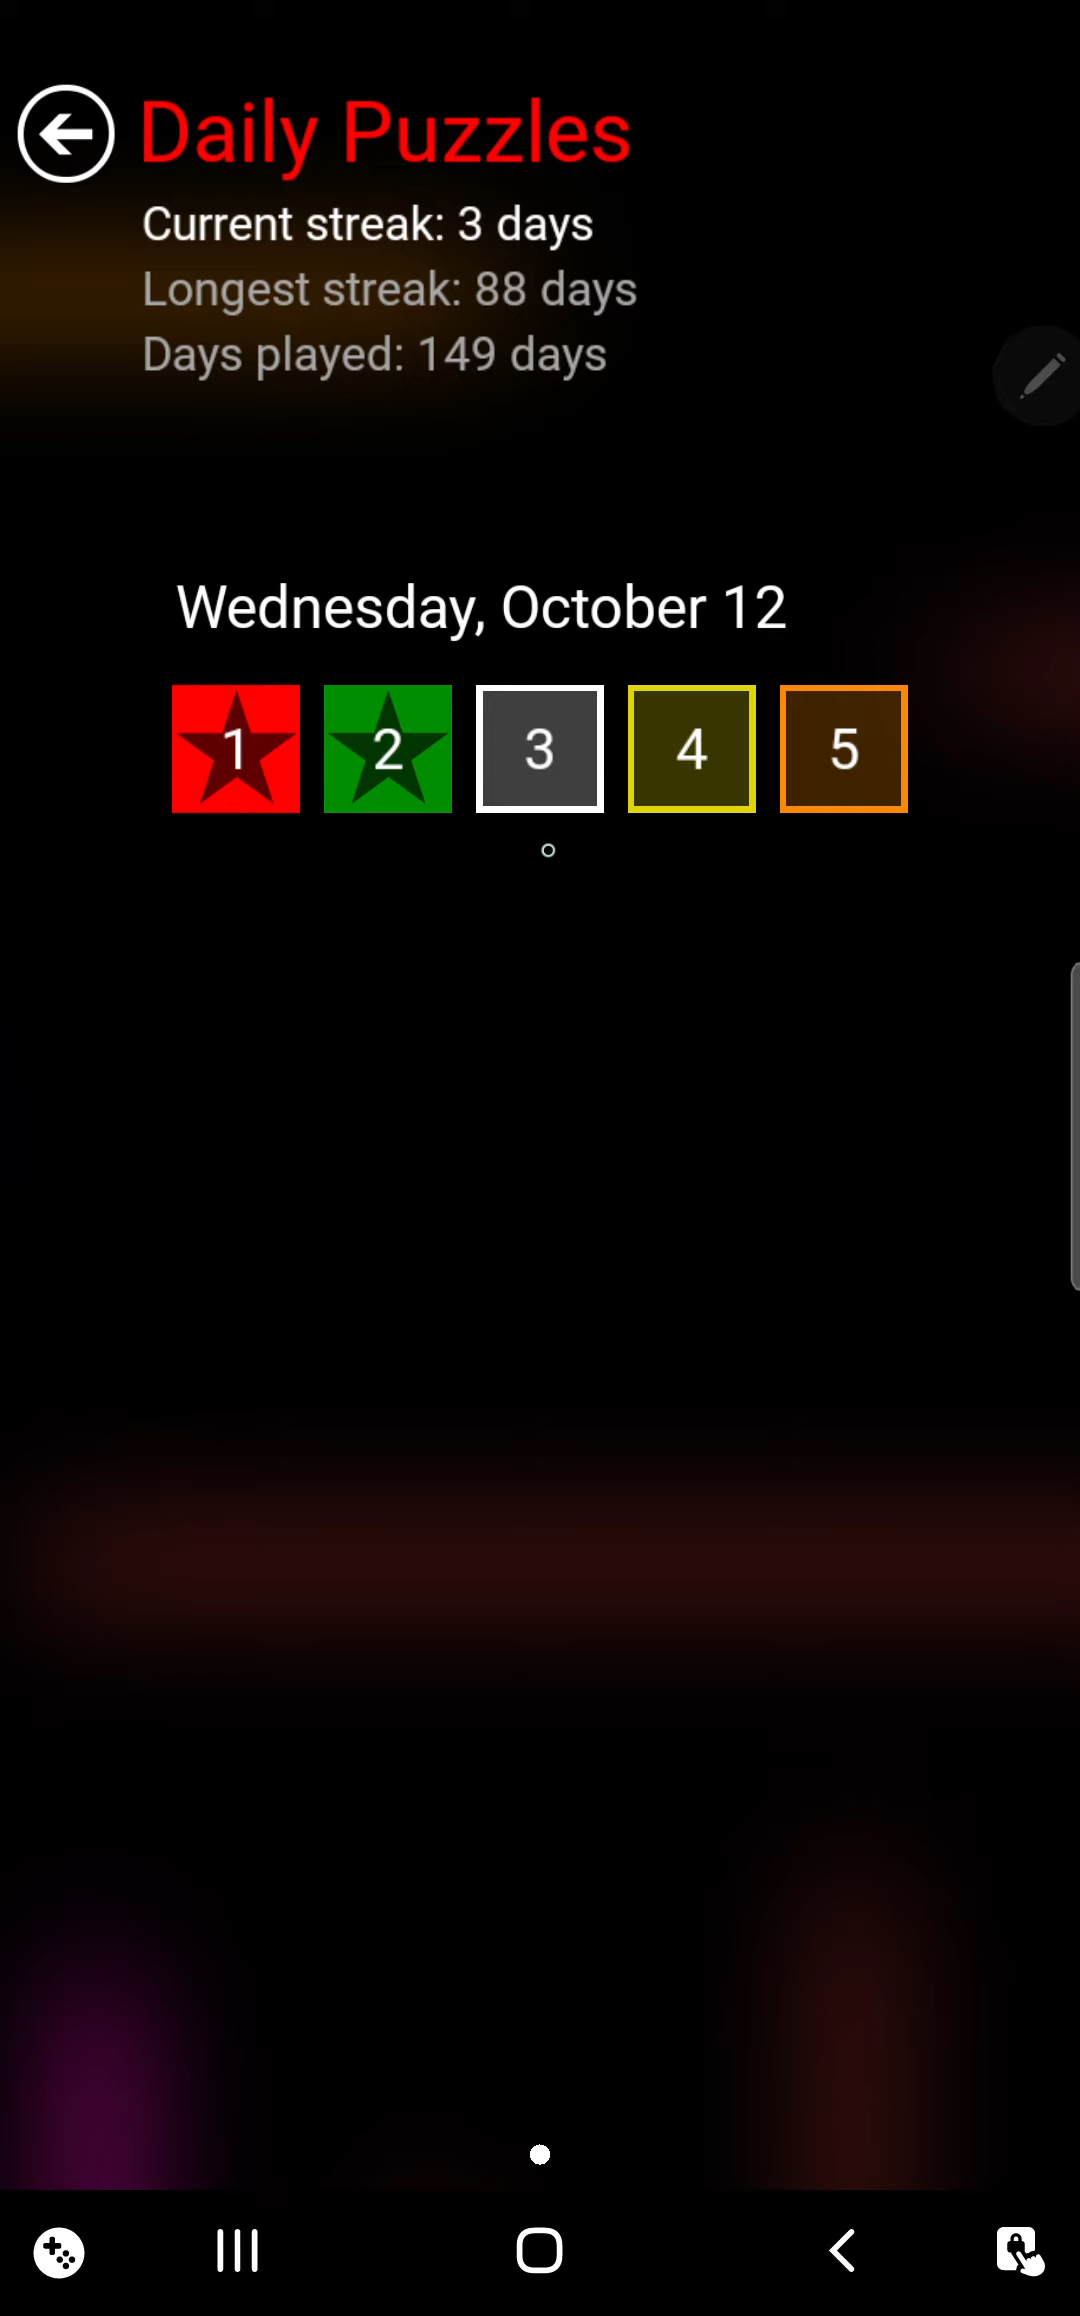 Daily Puzzles
Current streak: 3 days
Longest streak: 88 days
Days played: 149 days
Wednesday, October 12
1 2 3 4 5